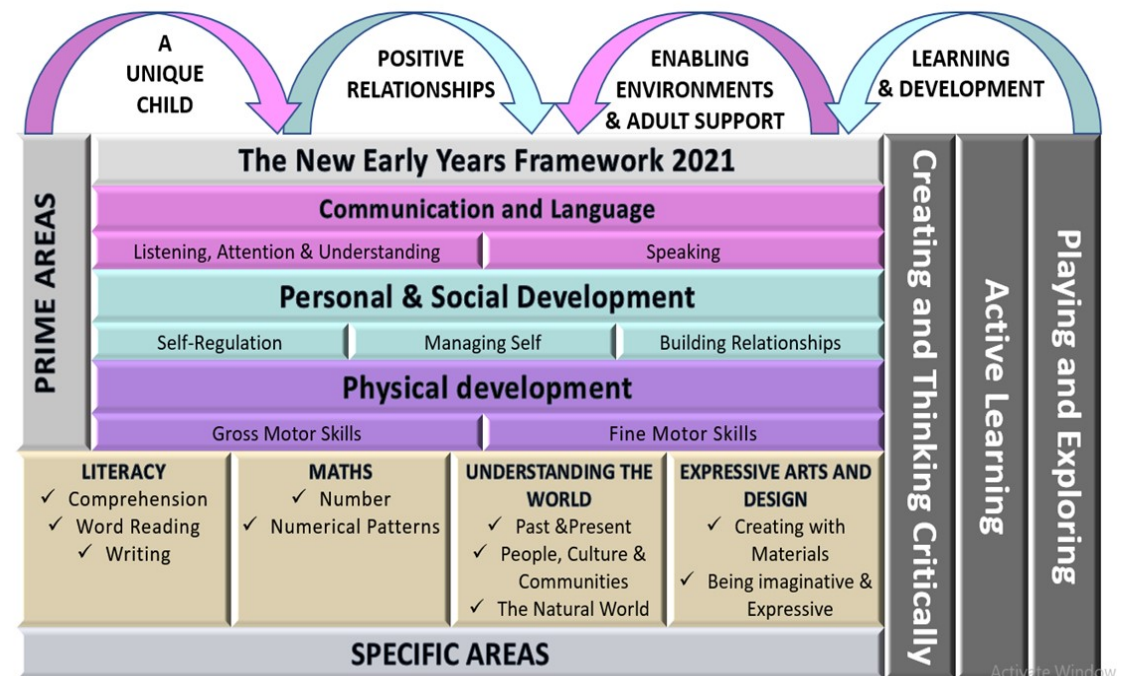 A
UNIQUE
CHILD
POSITIVE
RELATIONSHIPS
ENABLING
ENVIRONMENTS
& ADULT SUPPORT
LEARNING
& DEVELOPMENT
PRIME AREAS
The New Early Years Framework 2021
Communication and Language
Listening, Attention & Understanding
Speaking
Personal & Social Development
Self-Regulation
Managing Self
Building Relationships
Physical development
Gross Motor Skills
Fine Motor Skills
LITERACY
✓ Comprehension
✓ Word Reading
✓ Writing
MATHS
✓ Number
✓ Numerical Patterns
UNDERSTANDING THE
WORLD
✓ Past &Present
✓ People, Culture &
Communities
✓ The Natural World
EXPRESSIVE ARTS AND
DESIGN
✓ Creating with
Materials
✓ Being imaginative &
Expressive
SPECIFIC AREAS
Creating and Thinking Critically
Active Learning
Playing and Exploring
Activate Window